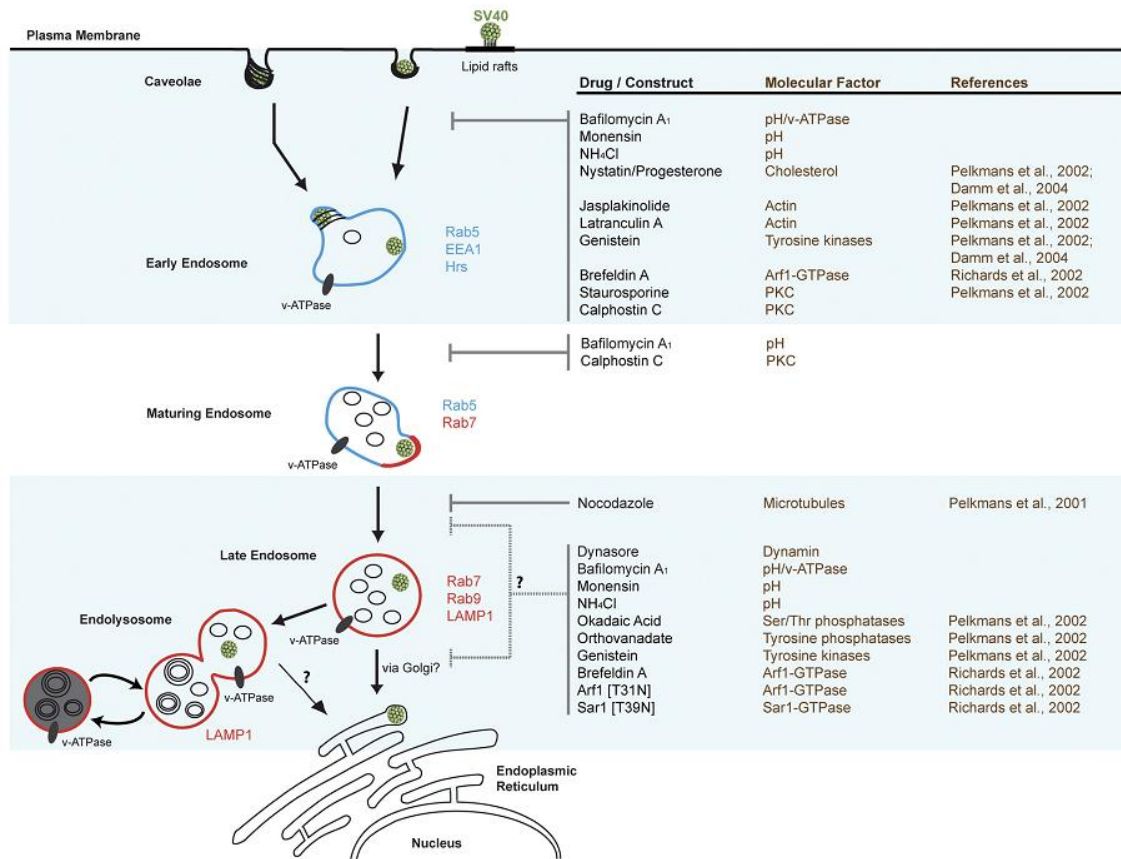 SV40
Plasma Membrane
Lipid rafts
Caveolae
Drug / Construct Molecular Factor References
Bafilomycin A₁ pH/v-ATPase
Monensin pH
NH₄Cl pH
Nystatin/Progesterone Cholesterol Pelkmans et al., 2002;
Damm et al., 2004
Jasplakinolide Actin Pelkmans et al., 2002
Latranculin A Actin Pelkmans et al., 2002
Genistein Tyrosine kinases Pelkmans et al., 2002;
Damm et al., 2004
Brefeldin A Arf1-GTPase Richards et al., 2002
Staurosporine PKC Pelkmans et al., 2002
Calphostin C PKC
Rab5
EEA1
Hrs
Early Endosome
v-ATPase
Bafilomycin A₁ pH
Calphostin C PKC
Maturing Endosome
Rab5
Rab7
v-ATPase
Nocodazole Microtubules Pelkmans et al., 2001
Late Endosome
?
Dynasore Dynamin
Bafilomycin A₁ pH/v-ATPase
Monensin pH
NH₄Cl pH
Okadaic Acid Ser/Thr phosphatases Pelkmans et al., 2002
Orthovanadate Tyrosine phosphatases Pelkmans et al., 2002
Genistein Tyrosine kinases Pelkmans et al., 2002
Brefeldin A Arf1-GTPase Richards et al., 2002
Arf1 [T31N] Arf1-GTPase Richards et al., 2002
Sar1 [T39N] Sar1-GTPase Richards et al., 2002
Rab7
Rab9
LAMP1
Endolysosome
v-ATPase
via Golgi?
?
v-ATPase
LAMP1
v-ATPase
Endoplasmic
Reticulum
Nucleus